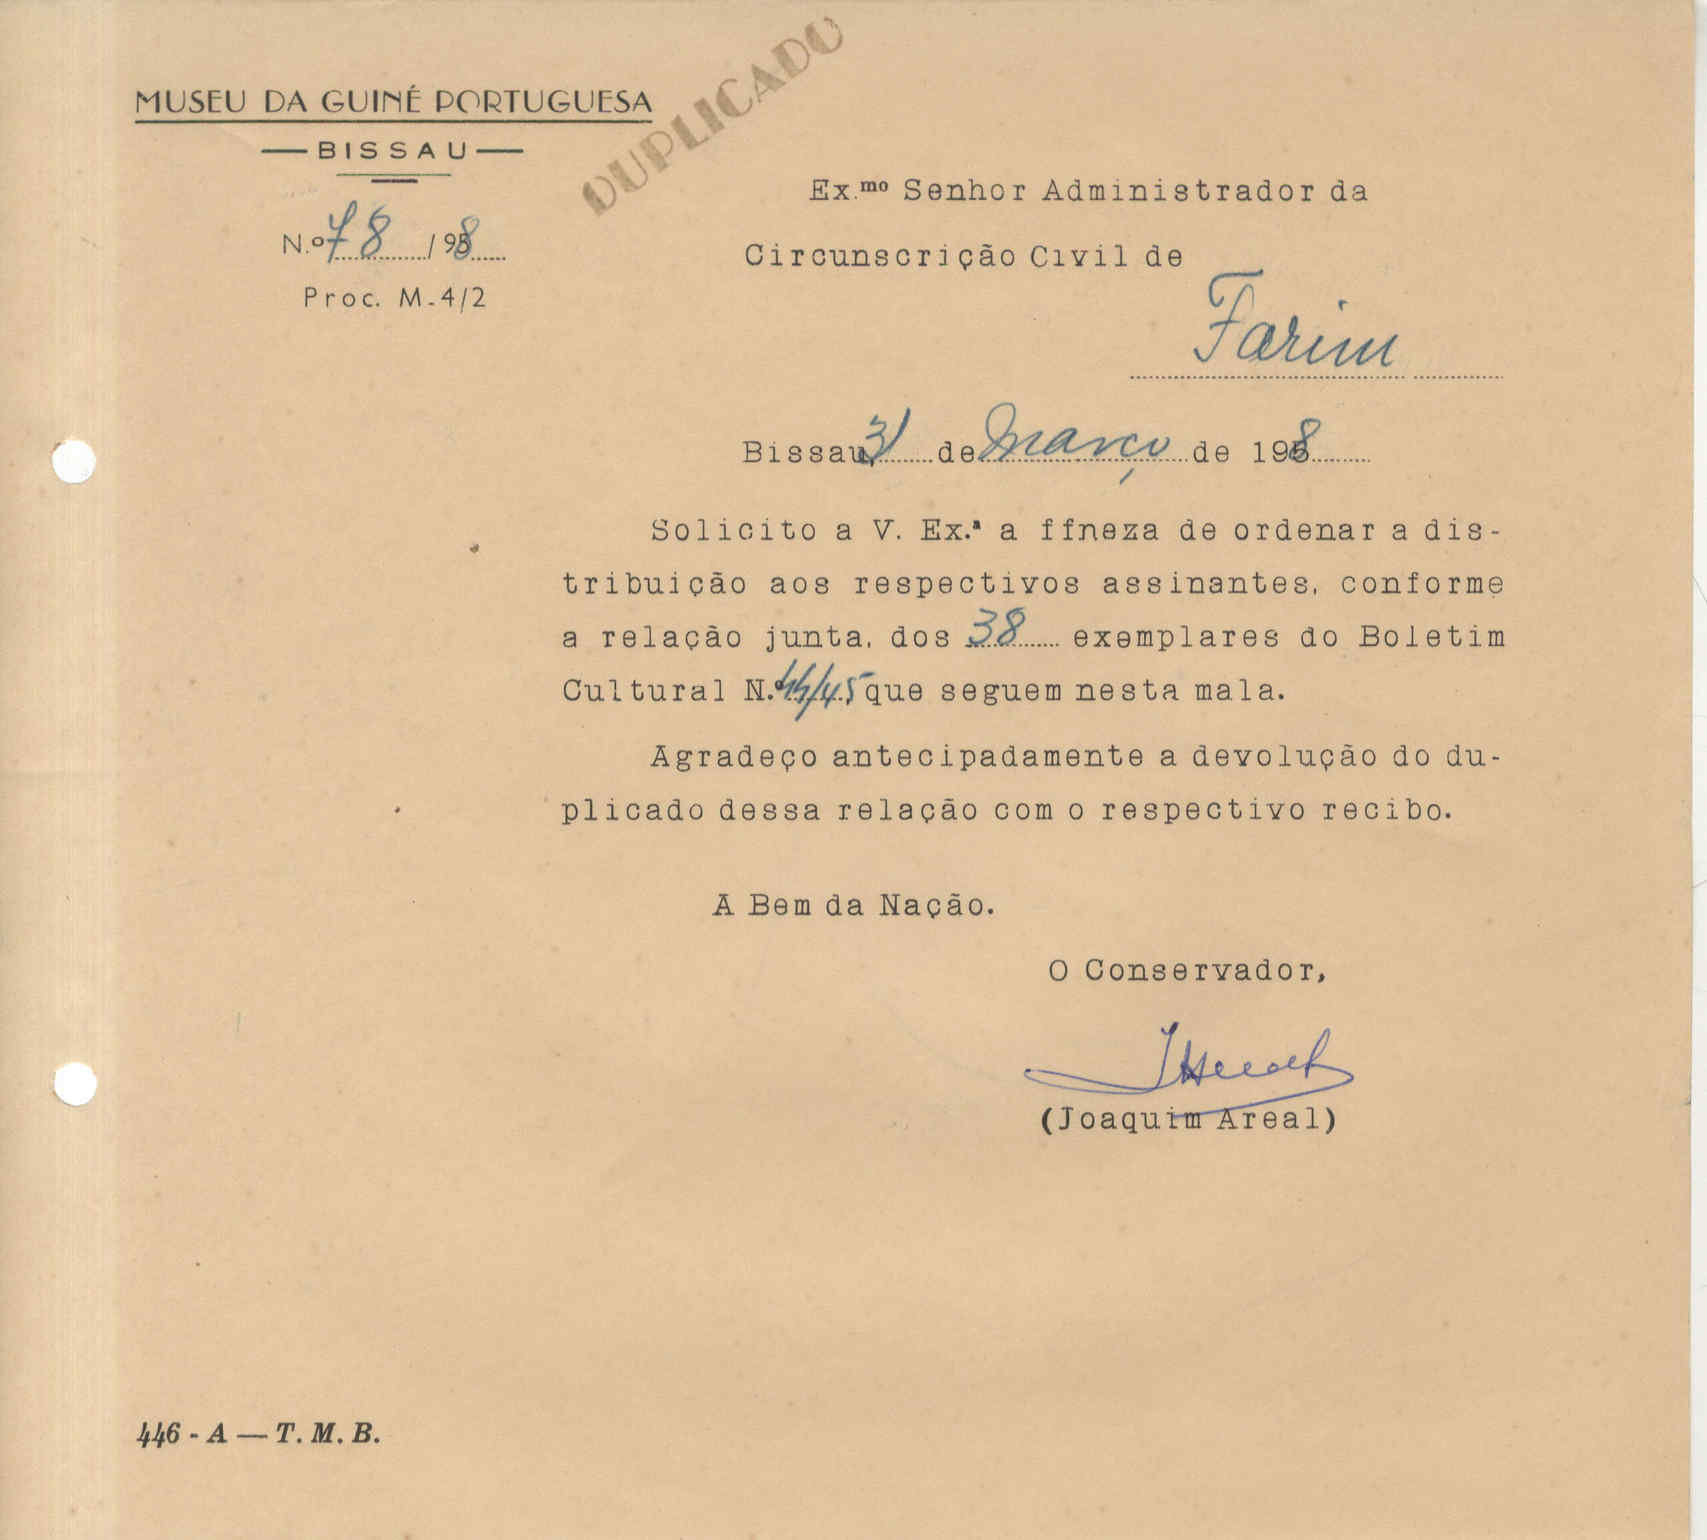 DUPLICADO
MUSEU DA GUINÉ PORTUGUESA
— BISSAU —
N.º 78 /958
Proc. M-4/2
Ex.mo Senhor Administrador da
Circunscrição Civil de
Farim
Bissau, 31 de Março de 1958
Solicito a V. Ex.ª a ffneza de ordenar a dis-
tribuição aos respectivos assinantes, conforme
a relação junta, dos 38 exemplares do Boletim
Cultural N.º 44/45 que seguem nesta mala.
Agradeço antecipadamente a devolução do du-
plicado dessa relação com o respectivo recibo.
A Bem da Nação.
O Conservador,
(Joaquim Areal)
446 - A — T. M. B.